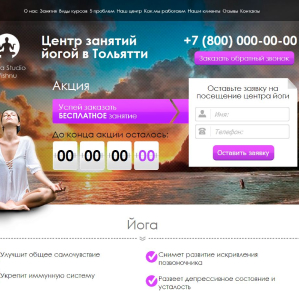 О нас Занятия Виды курсов 5 проблем Наш центр Как мы работаем Наши клиенты Отзывы Контакты
Studio
Центр занятий
йогой в Тольятти
+7 (800) 000-00-00
Заказать обратный звонок
Акция
Успей заказать
БЕСПЛАТНОЕ занятие
До конца акции осталось:
00 00 00 00
Оставьте заявку на
посещение центра йоги
Имя:
Телефон:
Оставить заявку
Йога
Улучшит общее самочувствие
Снимет развитие искривления
позвоночника
Укрепит иммунную систему
Развеет депрессивное состояние и
усталость